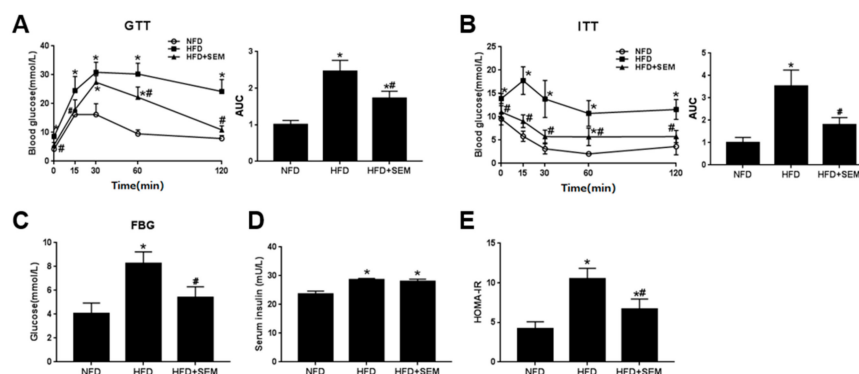 A
GTT
Blood glucose(mmol/L)
40
30
20
10
0
NFD
HFD
HFD+SEM
*
*
*
*
*
#
*
*#
#
#
0 15 30 60 120
Time(min)
AUC
3
2
1
0
*
*#
NFD HFD HFD+SEM
B
ITT
Blood glucose(mmol/L)
25
20
15
10
5
0
NFD
HFD
HFD+SEM
*
*
*
*
*
#
#
#
*#
#
0 15 30 60 120
Time(min)
AUC
5
4
3
2
1
0
*
#
NFD HFD HFD+SEM
C
FBG
Glucose(mmol/L)
10
8
6
4
2
0
*
#
NFD HFD HFD+SEM
D
Serum insulin (mU/L)
40
30
20
10
0
*
*
NFD HFD HFD+SEM
E
HOMA-IR
15
10
5
0
*
*#
NFD HFD HFD+SEM